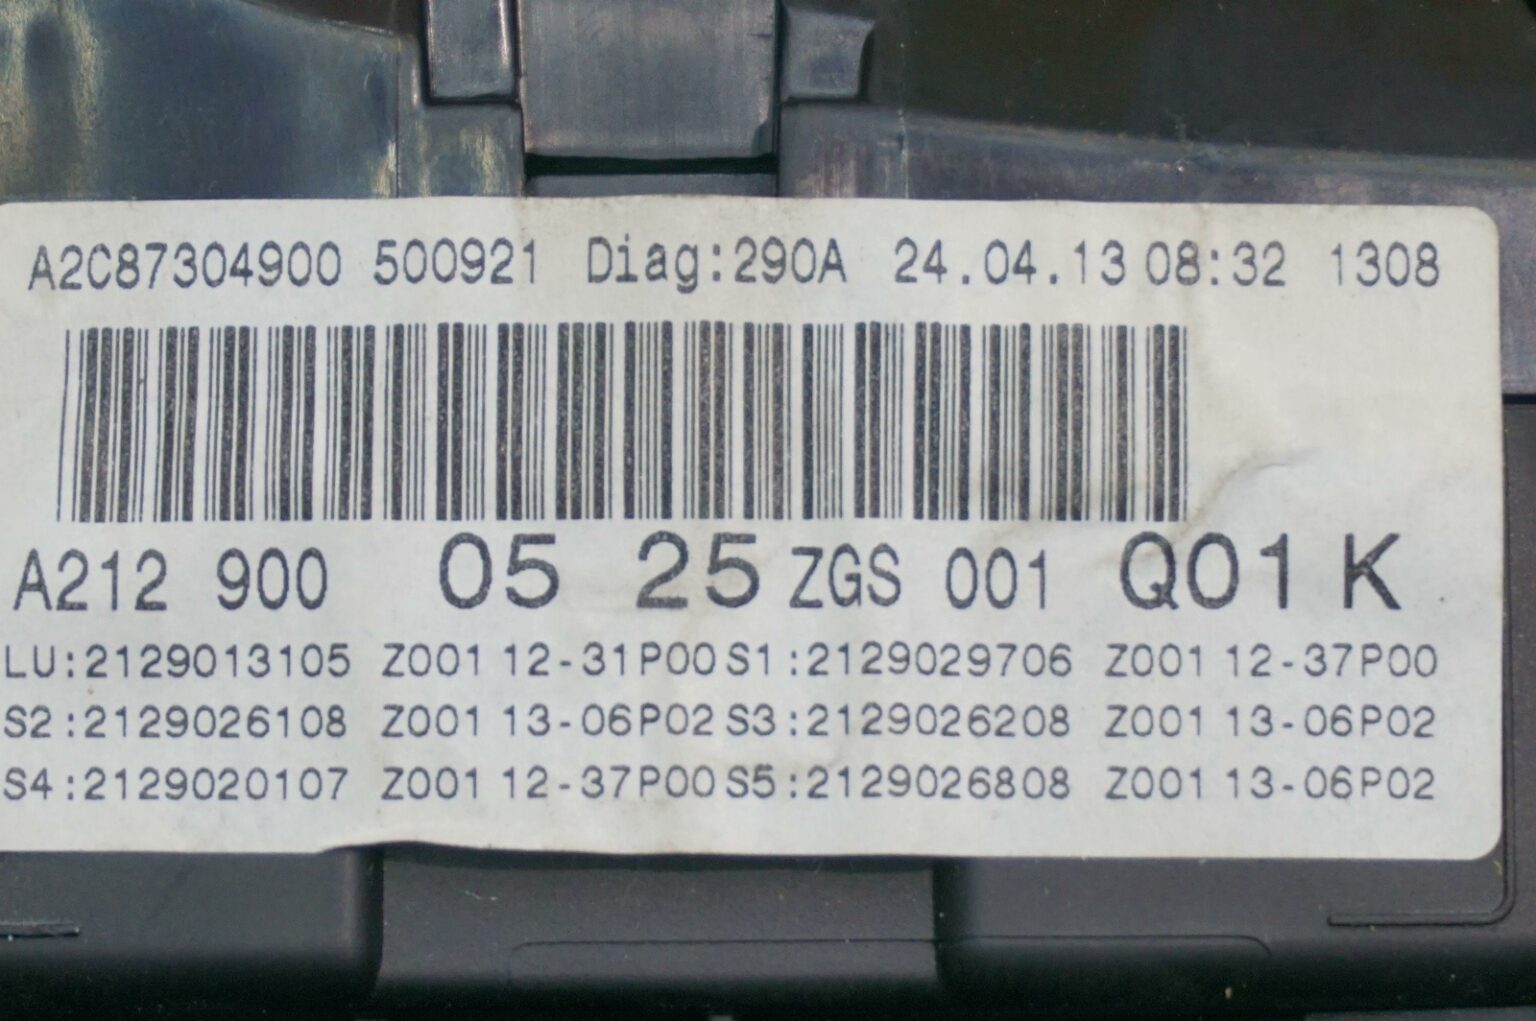 A2C87304900 500921 Diag:290A 24.04.13 08:32 1308
A212 900 05 25 ZGS 001 Q01 K
LU:2129013105 Z001 12-31P00 S1:2129029706 Z001 12-37P00
S2:2129026108 Z001 13-06P02 S3:2129026208 Z001 13-06P02
S4:2129020107 Z001 12-37P00 S5:2129026808 Z001 13-06P02